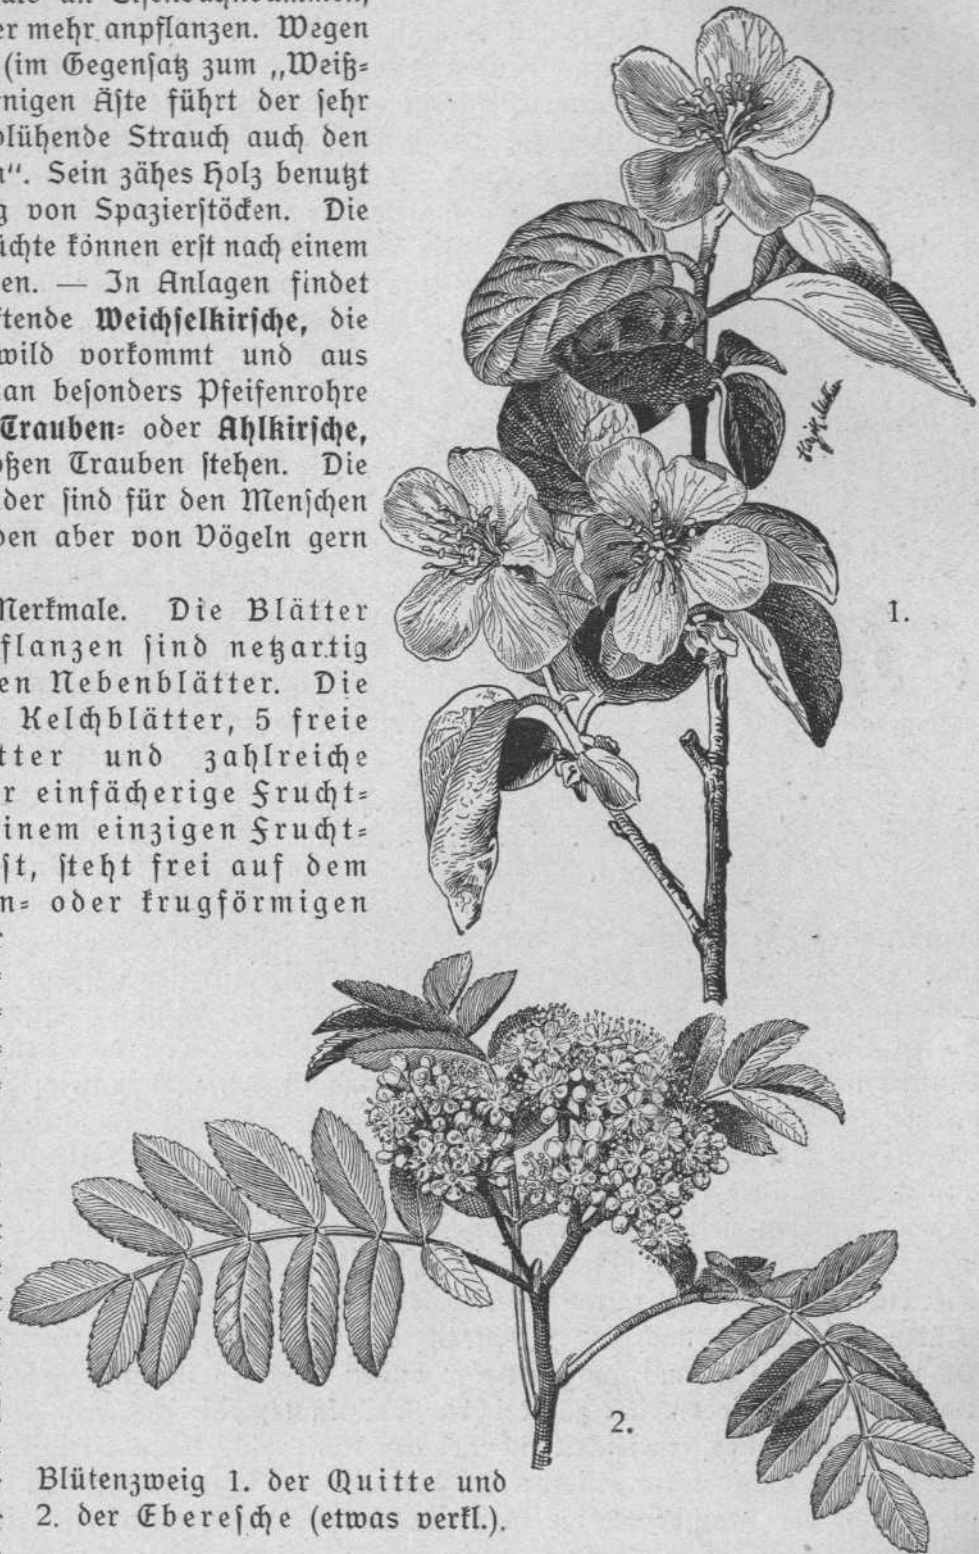 er mehr anpflanzen. Wegen
(im Gegensatz zum „Weiß-
rnigen Äste führt der sehr
blühende Strauch auch den
n“. Sein zähes Holz benutzt
g von Spazierstöcken. Die
üchte können erst nach einem
en. — In Anlagen findet
ftende Weichselkirsche, die
wild vorkommt und aus
an besonders Pfeifenrohre
Trauben- oder Ahlkirsche,
oßen Trauben stehen. Die
der sind für den Menschen
den aber von Vögeln gern
Merkmale. Die Blätter
flanzen sind netzartig
en Nebenblätter. Die
Kelchblätter, 5 freie
tter und zahlreiche
r einfächerige Frucht-
inem einzigen Frucht-
st, steht frei auf dem
n- oder krugförmigen
1.
2.
Blütenzweig 1. der Quitte und
2. der Eberesche (etwas verkl.).